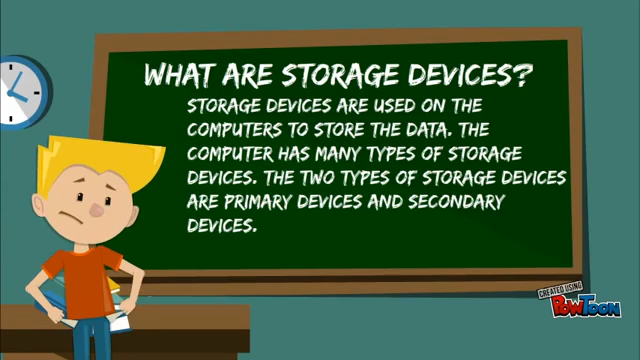 WHAT ARE STORAGE DEVICES?
STORAGE DEVICES ARE USED ON THE
COMPUTERS TO STORE THE DATA. THE
COMPUTER HAS MANY TYPES OF STORAGE
DEVICES. THE TWO TYPES OF STORAGE DEVICES
ARE PRIMARY DEVICES AND SECONDARY
DEVICES.
CREATED USING
POWTOON